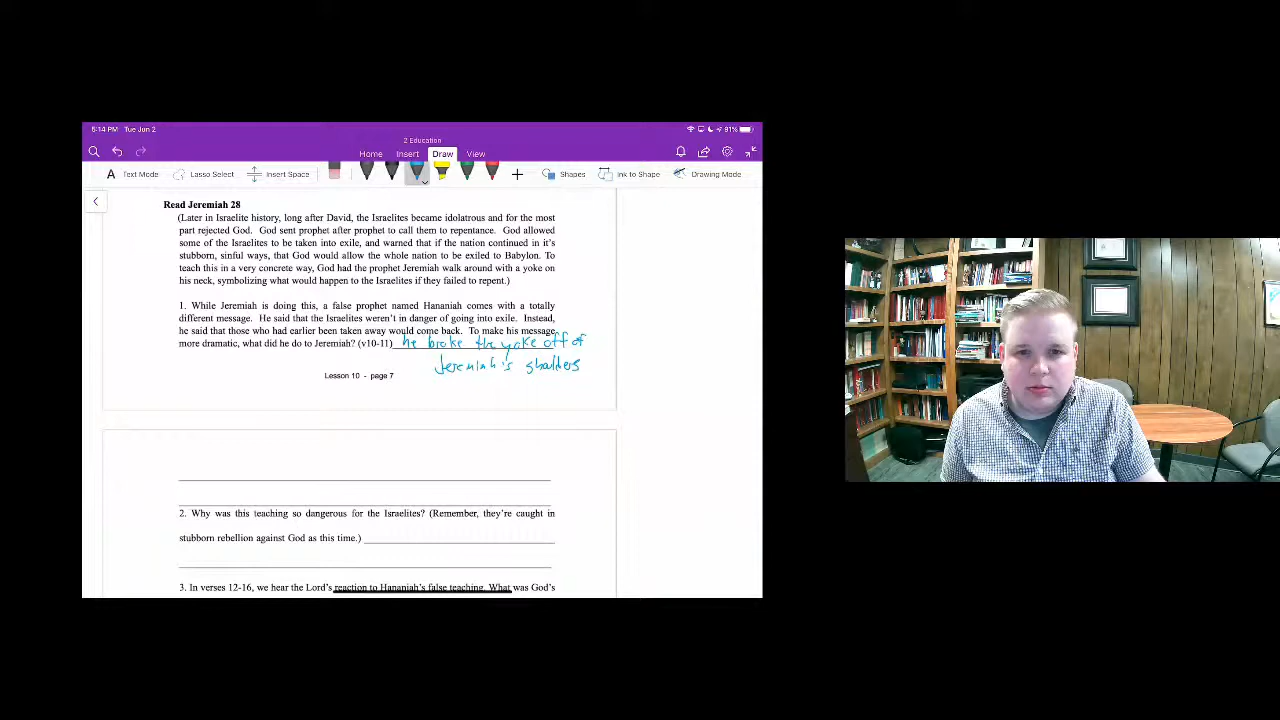 5:14 PM Tue Jun 2
91%
2 Education
Home Insert Draw View
A Text Mode Lasso Select Insert Space Shapes Ink to Shape Drawing Mode
Read Jeremiah 28
(Later in Israelite history, long after David, the Israelites became idolatrous and for the most
part rejected God. God sent prophet after prophet to call them to repentance. God allowed
some of the Israelites to be taken into exile, and warned that if the nation continued in it's
stubborn, sinful ways, that God would allow the whole nation to be exiled to Babylon. To
teach this in a very concrete way, God had the prophet Jeremiah walk around with a yoke on
his neck, symbolizing what would happen to the Israelites if they failed to repent.)
1. While Jeremiah is doing this, a false prophet named Hananiah comes with a totally
different message. He said that the Israelites weren't in danger of going into exile. Instead,
he said that those who had earlier been taken away would come back. To make his message
more dramatic, what did he do to Jeremiah? (v10-11) he broke the yoke off of
Jeremiah's
Lesson 10 - page 7
2. Why was this teaching so dangerous for the Israelites? (Remember, they're caught in
stubborn rebellion against God as this time.)
3. In verses 12-16, we hear the Lord's reaction to Hananiah's false teaching. What was God's